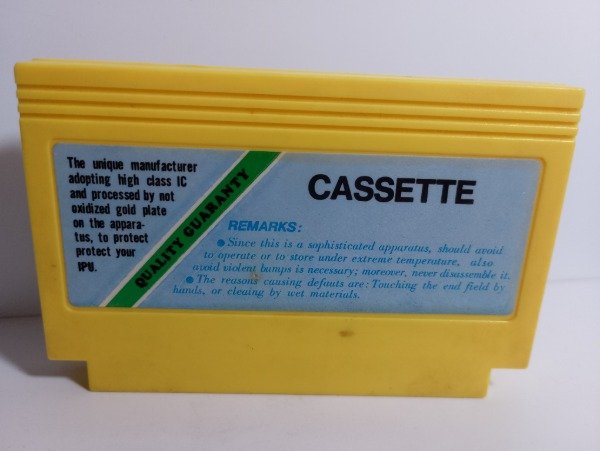 The unique manufacturer
adopting high class IC
and processed by not
oxidized gold plate
on the appara-
tus, to protect
protect your
IPU.
QUALITY GUARANTY
CASSETTE
REMARKS:
● Since this is a sophisticated apparatus, should avoid
to operate or to store under extreme temperature, also
avoid violent bumps is necessary; moreover, never disassemble it.
● The reasons causing defauts are: Touching the end field by
hands, or cleaing by wet materials.